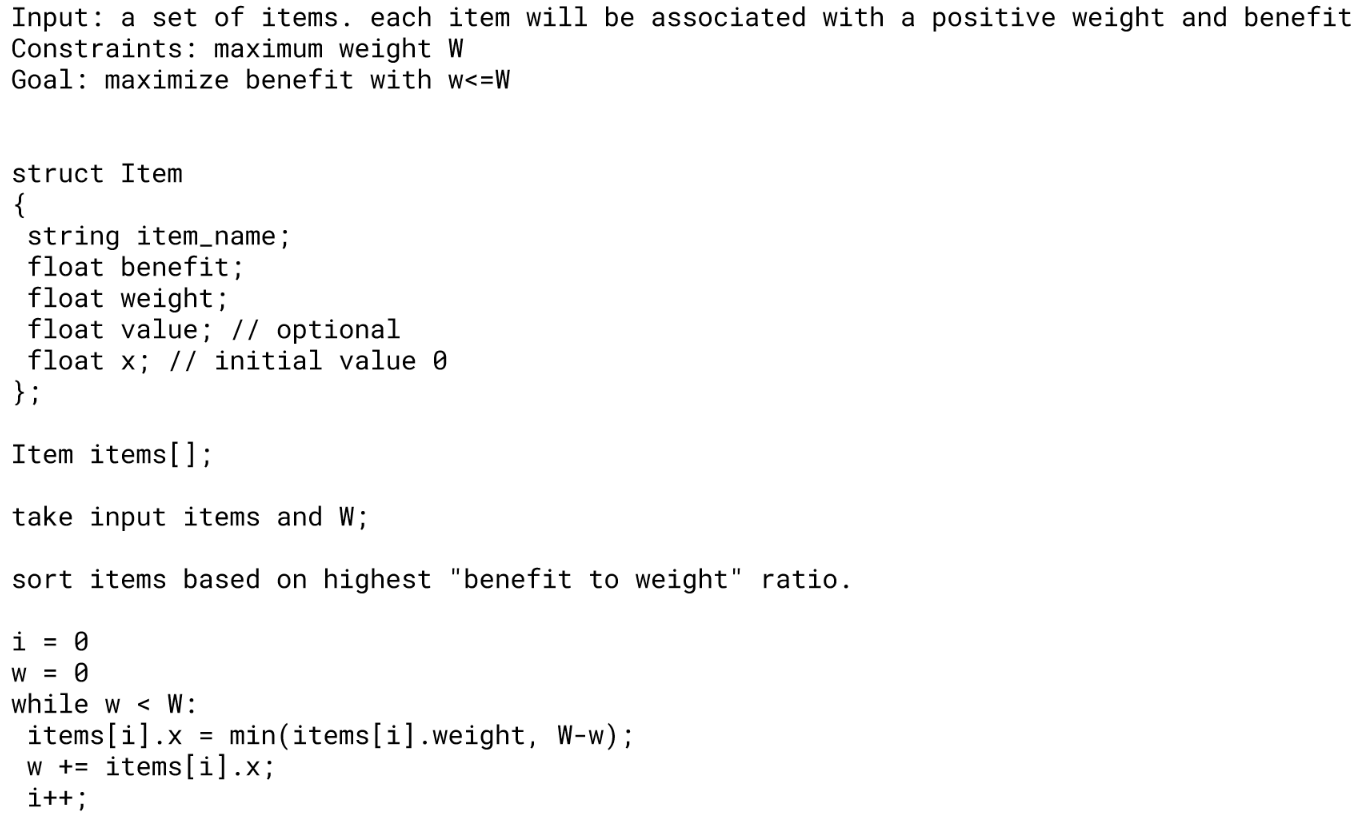 Input: a set of items. each item will be associated with a positive weight and benefit
Constraints: maximum weight W
Goal: maximize benefit with w<=W
struct Item
{
 string item_name;
 float benefit;
 float weight;
 float value; // optional
 float x; // initial value 0
};
Item items[];
take input items and W;
sort items based on highest "benefit to weight" ratio.
i = 0
w = 0
while w < W:
 items[i].x = min(items[i].weight, W-w);
 w += items[i].x;
 i++;